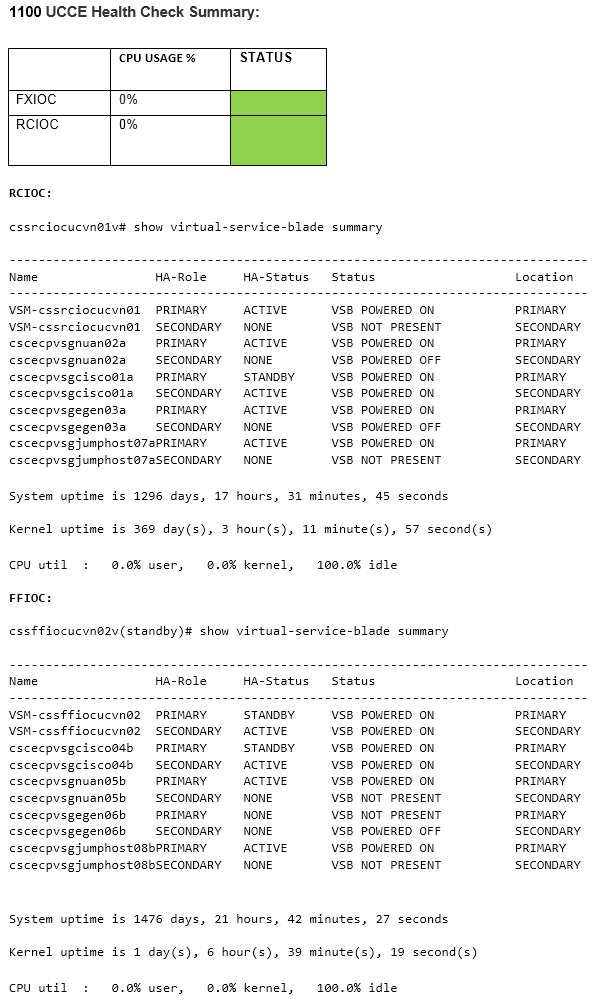 1100 UCCE Health Check Summary:
CPU USAGE % STATUS
FXIOC 0%
RCIOC 0%
RCIOC:
cssrciocucvn01v# show virtual-service-blade summary
--------------------------------------------------------------------------------
Name HA-Role HA-Status Status Location
--------------------------------------------------------------------------------
VSM-cssrciocucvn01 PRIMARY ACTIVE VSB POWERED ON PRIMARY
VSM-cssrciocucvn01 SECONDARY NONE VSB NOT PRESENT SECONDARY
cscecpvsgnuan02a PRIMARY ACTIVE VSB POWERED ON PRIMARY
cscecpvsgnuan02a SECONDARY NONE VSB POWERED OFF SECONDARY
cscecpvsgcisco01a PRIMARY STANDBY VSB POWERED ON PRIMARY
cscecpvsgcisco01a SECONDARY ACTIVE VSB POWERED ON SECONDARY
cscecpvsgegen03a PRIMARY ACTIVE VSB POWERED ON PRIMARY
cscecpvsgegen03a SECONDARY NONE VSB POWERED OFF SECONDARY
cscecpvsgjumphost07aPRIMARY ACTIVE VSB POWERED ON PRIMARY
cscecpvsgjumphost07aSECONDARY NONE VSB NOT PRESENT SECONDARY
System uptime is 1296 days, 17 hours, 31 minutes, 45 seconds
Kernel uptime is 369 day(s), 3 hour(s), 11 minute(s), 57 second(s)
CPU util : 0.0% user, 0.0% kernel, 100.0% idle
FFIOC:
cssffiocucvn02v(standby)# show virtual-service-blade summary
--------------------------------------------------------------------------------
Name HA-Role HA-Status Status Location
--------------------------------------------------------------------------------
VSM-cssffiocucvn02 PRIMARY STANDBY VSB POWERED ON PRIMARY
VSM-cssffiocucvn02 SECONDARY ACTIVE VSB POWERED ON SECONDARY
cscecpvsgcisco04b PRIMARY STANDBY VSB POWERED ON PRIMARY
cscecpvsgcisco04b SECONDARY ACTIVE VSB POWERED ON SECONDARY
cscecpvsgnuan05b PRIMARY ACTIVE VSB POWERED ON PRIMARY
cscecpvsgnuan05b SECONDARY NONE VSB NOT PRESENT SECONDARY
cscecpvsgegen06b PRIMARY NONE VSB NOT PRESENT PRIMARY
cscecpvsgegen06b SECONDARY NONE VSB POWERED OFF SECONDARY
cscecpvsgjumphost08bPRIMARY ACTIVE VSB POWERED ON PRIMARY
cscecpvsgjumphost08bSECONDARY NONE VSB NOT PRESENT SECONDARY
System uptime is 1476 days, 21 hours, 42 minutes, 27 seconds
Kernel uptime is 1 day(s), 6 hour(s), 39 minute(s), 19 second(s)
CPU util : 0.0% user, 0.0% kernel, 100.0% idle